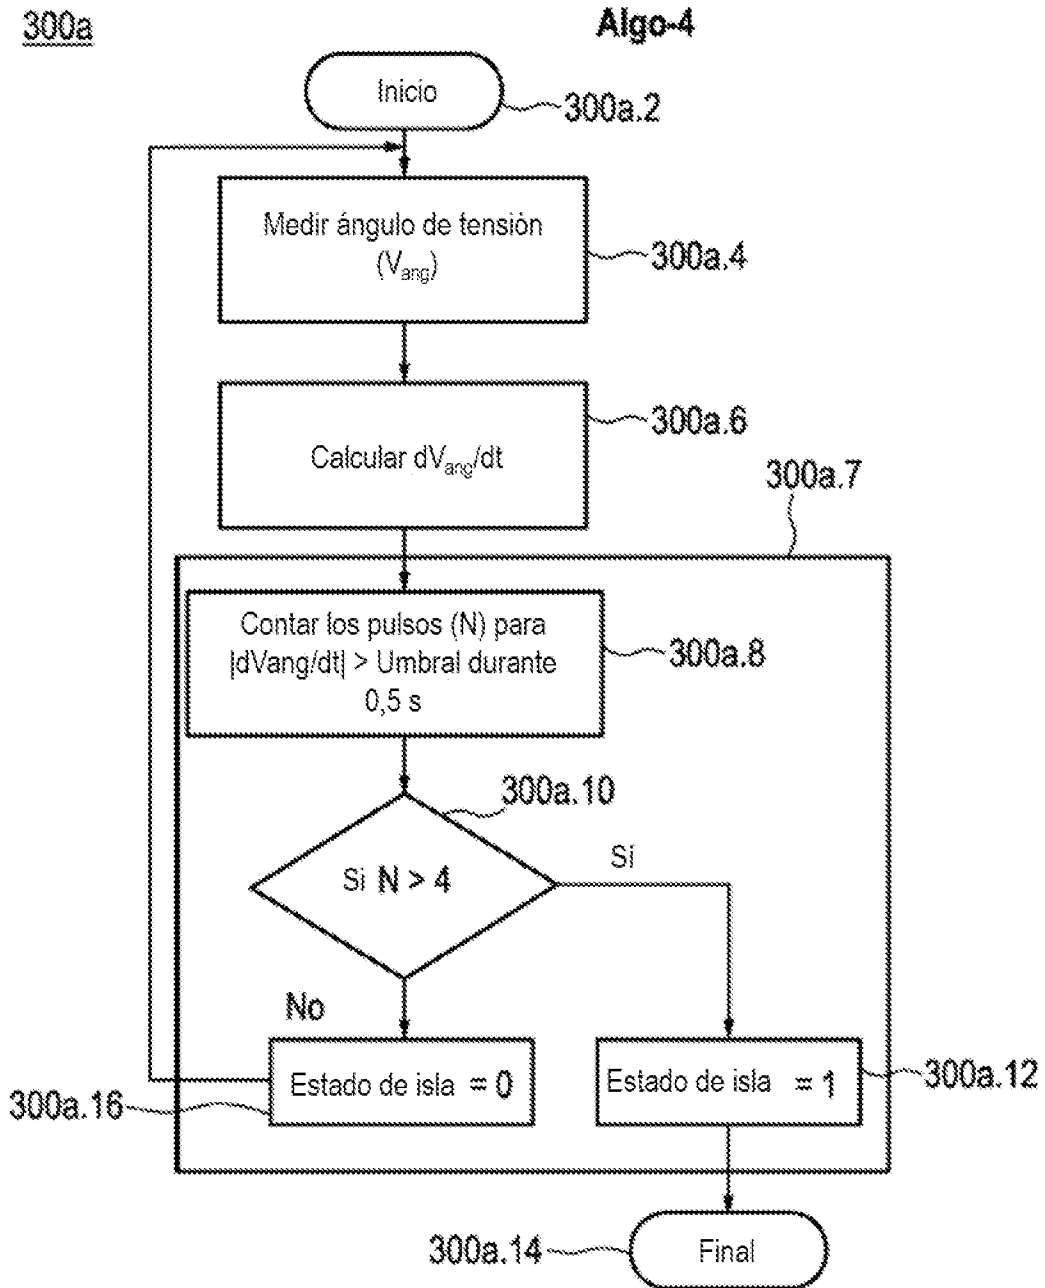 300a
Algo-4
Inicio
300a.2
Medir ángulo de tensión
(Vang)
300a.4
Calcular dVang/dt
300a.6
300a.7
Contar los pulsos (N) para
|dVang/dt| > Umbral durante
0,5 s
300a.8
300a.10
Si N > 4
Sí
No
Estado de isla = 0
300a.16
Estado de isla = 1
300a.12
300a.14
Final